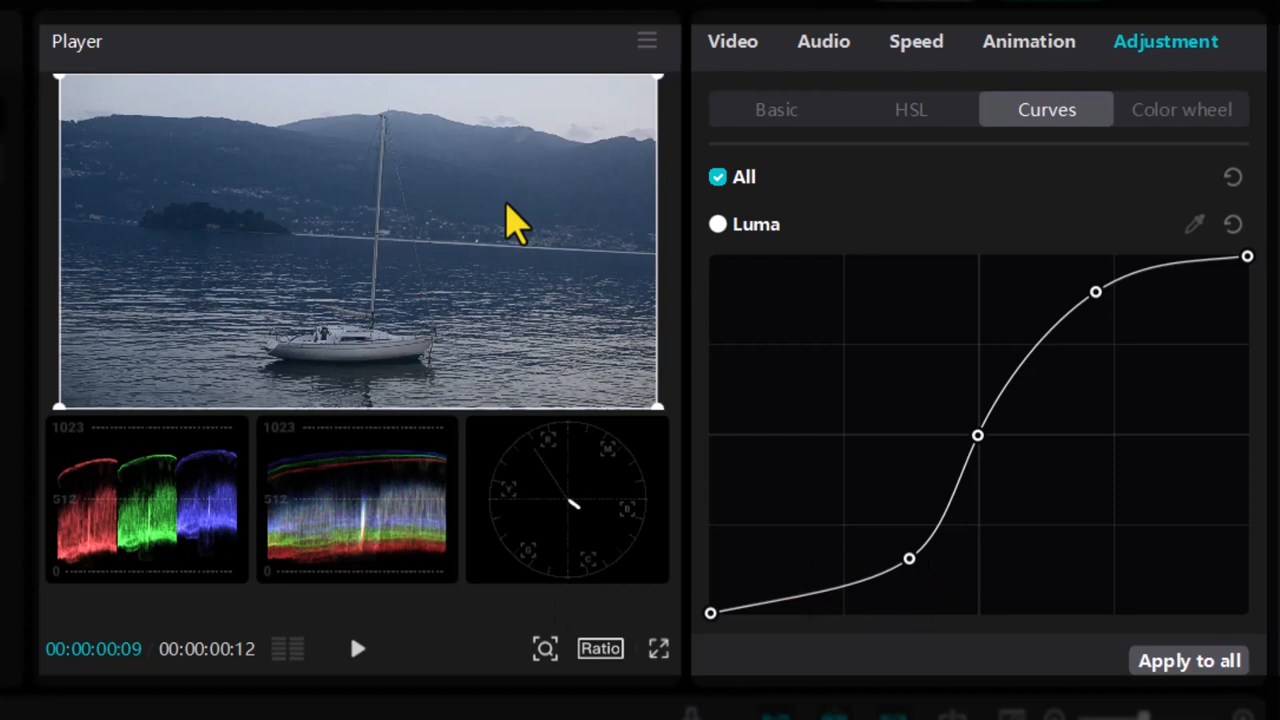 Player
Video Audio Speed Animation Adjustment
Basic HSL Curves Color wheel
All
Luma
1023
512
0
1023
512
0
R M
Y B
G C
00:00:00:09 / 00:00:00:12
Ratio
Apply to all